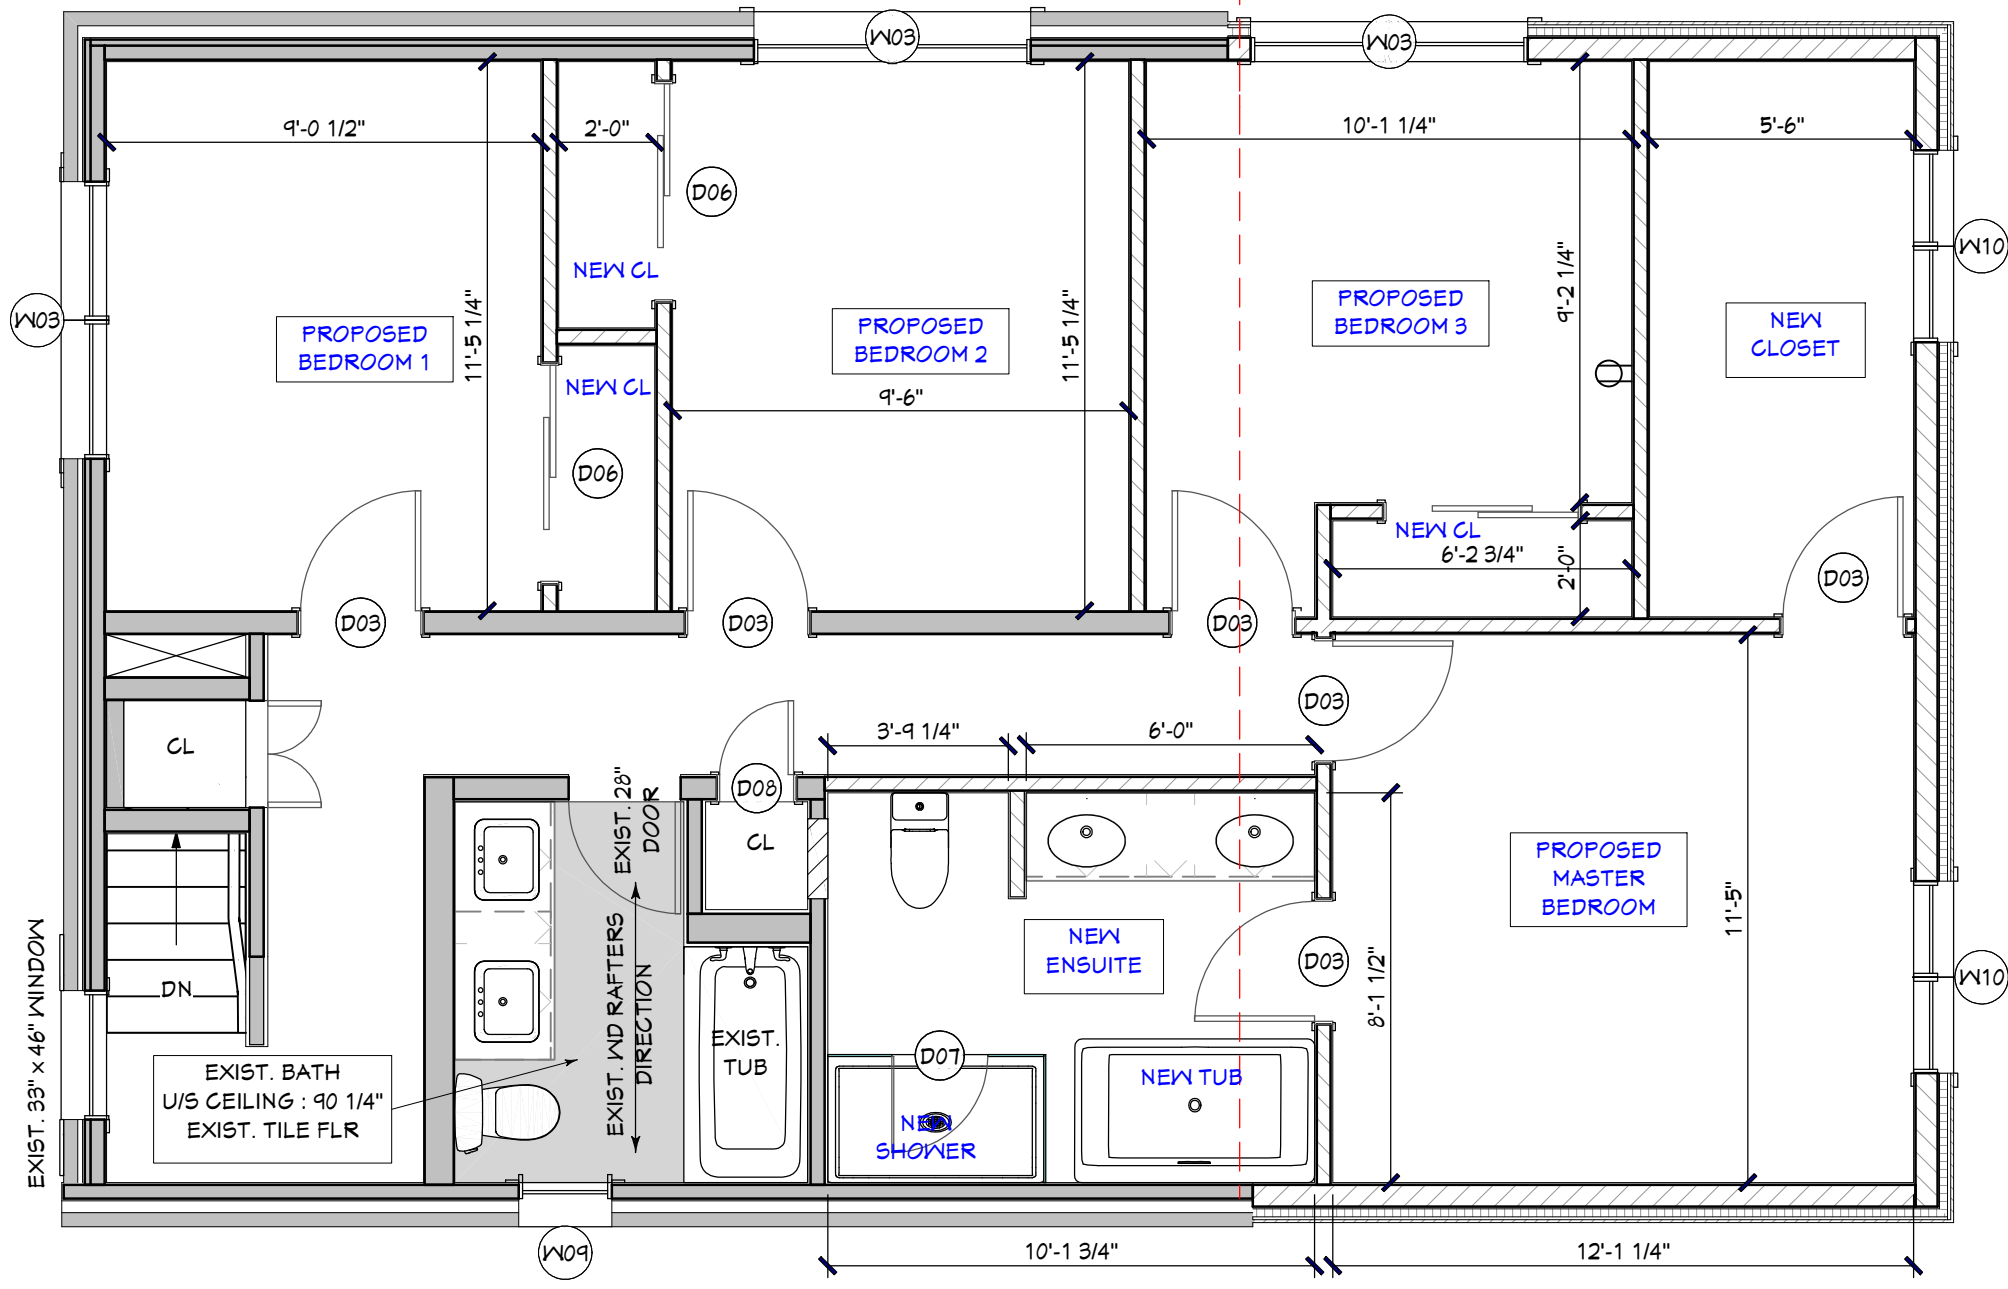 W03
W03
9'-0 1/2"
2'-0"
10'-1 1/4"
5'-6"
D06
W10
NEW CL
9'-2 1/4"
W03
PROPOSED
BEDROOM 1
11'-5 1/4"
PROPOSED
BEDROOM 2
11'-5 1/4"
PROPOSED
BEDROOM 3
NEW
CLOSET
NEW CL
9'-6"
D06
NEW CL
6'-2 3/4"
2'-0"
D03
D03
D03
D03
D03
D03
CL
3'-9 1/4"
6'-0"
D08
EXIST. 28"
DOOR
CL
PROPOSED
MASTER
BEDROOM
11'-5"
NEW
ENSUITE
D03
W10
8'-1 1/2"
EXIST. WD RAFTERS
DIRECTION
DN
EXIST. 33" x 46" WINDOW
EXIST. BATH
U/S CEILING : 90 1/4"
EXIST. TILE FLR
EXIST.
TUB
D07
NEW
SHOWER
NEW TUB
W09
10'-1 3/4"
12'-1 1/4"